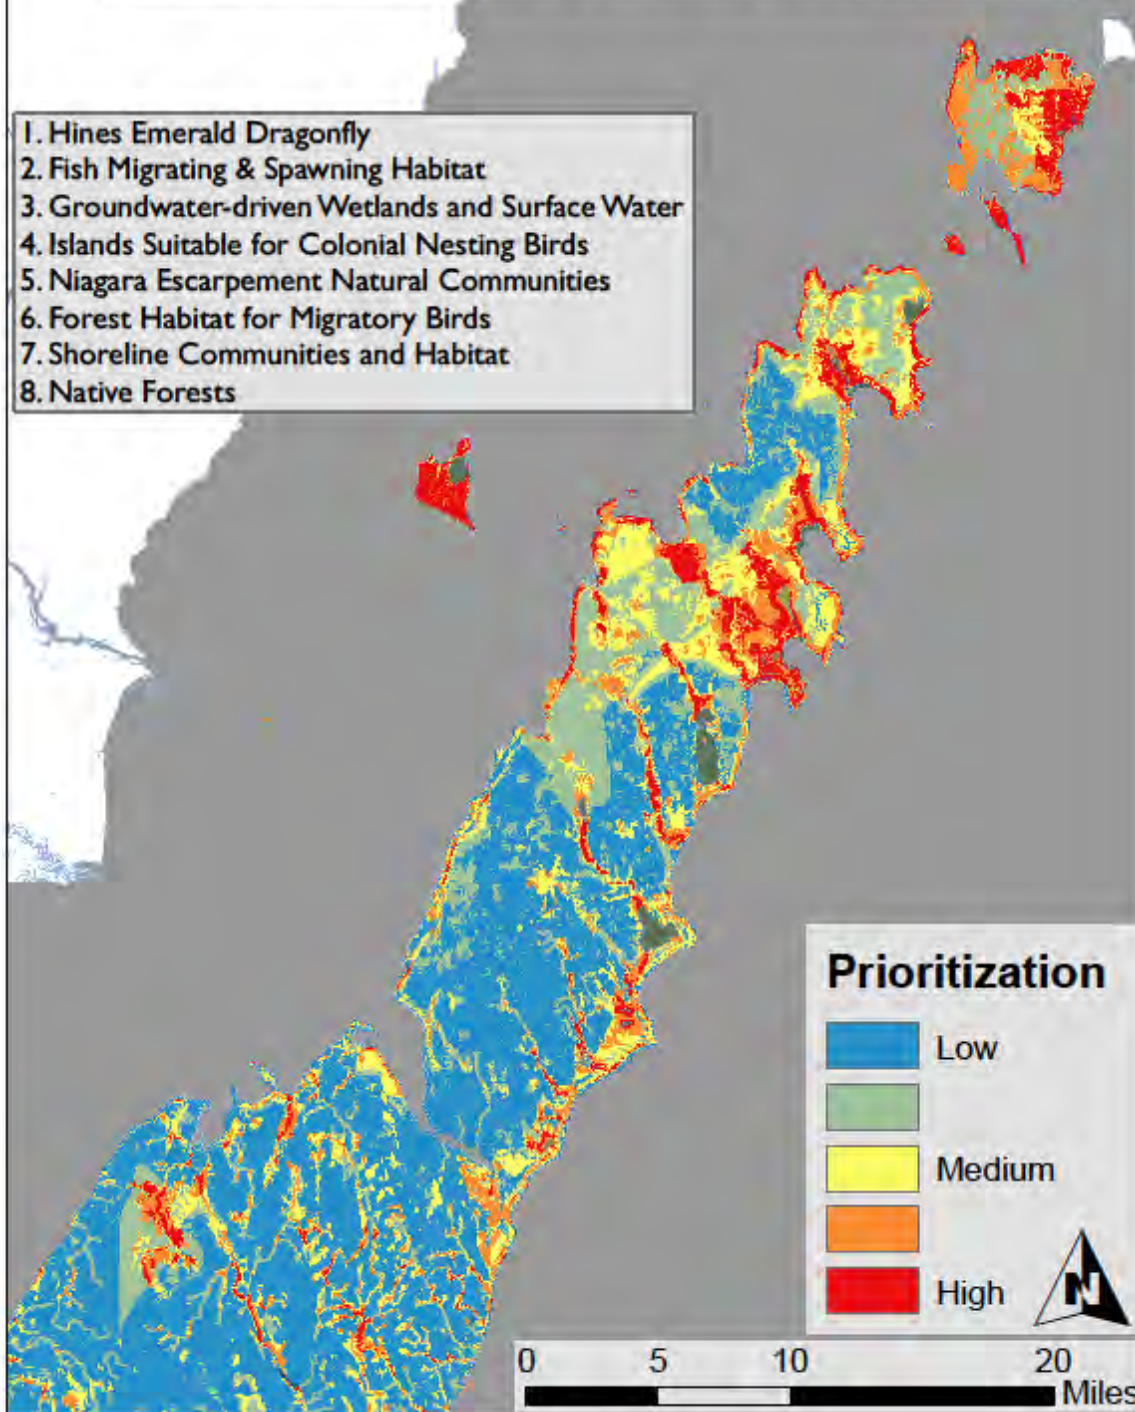 1. Hines Emerald Dragonfly
2. Fish Migrating & Spawning Habitat
3. Groundwater-driven Wetlands and Surface Water
4. Islands Suitable for Colonial Nesting Birds
5. Niagara Escarpment Natural Communities
6. Forest Habitat for Migratory Birds
7. Shoreline Communities and Habitat
8. Native Forests
Prioritization
Low
Medium
High
N
0 5 10 20
Miles